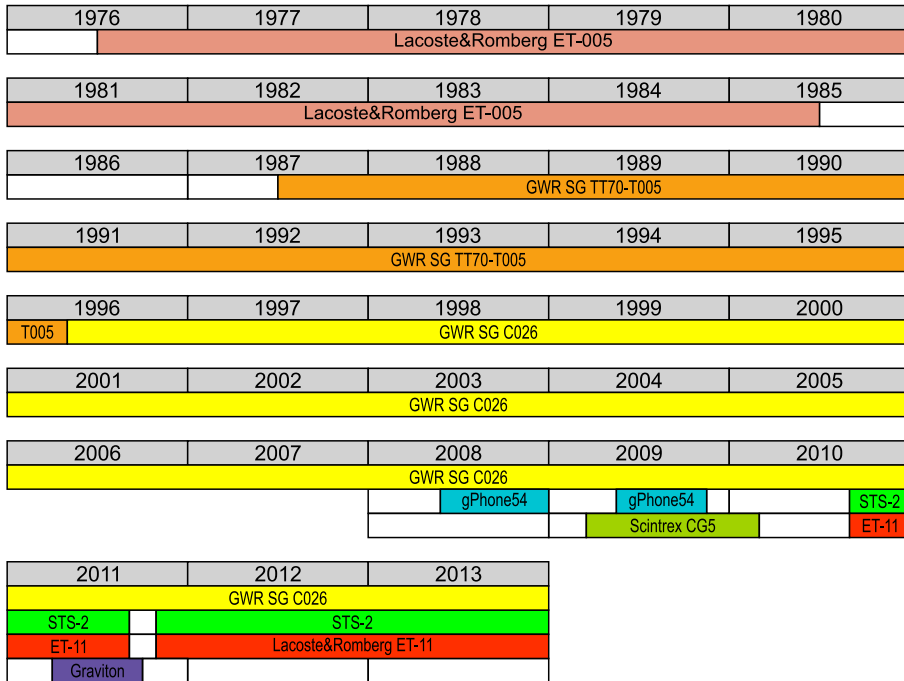 1976 1977 1978 1979 1980
Lacoste&Romberg ET-005
1981 1982 1983 1984 1985
Lacoste&Romberg ET-005
1986 1987 1988 1989 1990
GWR SG TT70-T005
1991 1992 1993 1994 1995
GWR SG TT70-T005
1996 1997 1998 1999 2000
T005 GWR SG C026
2001 2002 2003 2004 2005
GWR SG C026
2006 2007 2008 2009 2010
GWR SG C026
gPhone54 gPhone54 STS-2
Scintrex CG5 ET-11
2011 2012 2013
GWR SG C026
STS-2 STS-2
ET-11 Lacoste&Romberg ET-11
Graviton